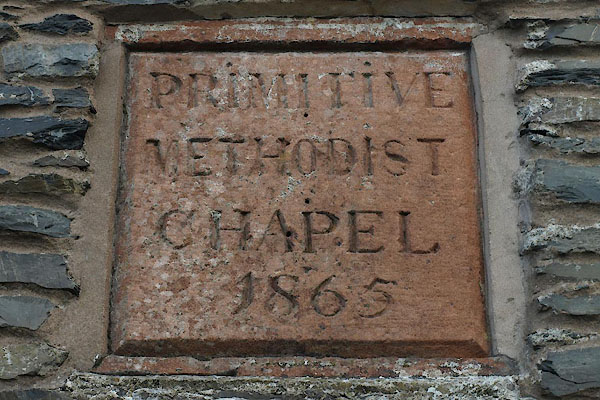 PRIMITIVE
METHODIST
CHAPEL
1865